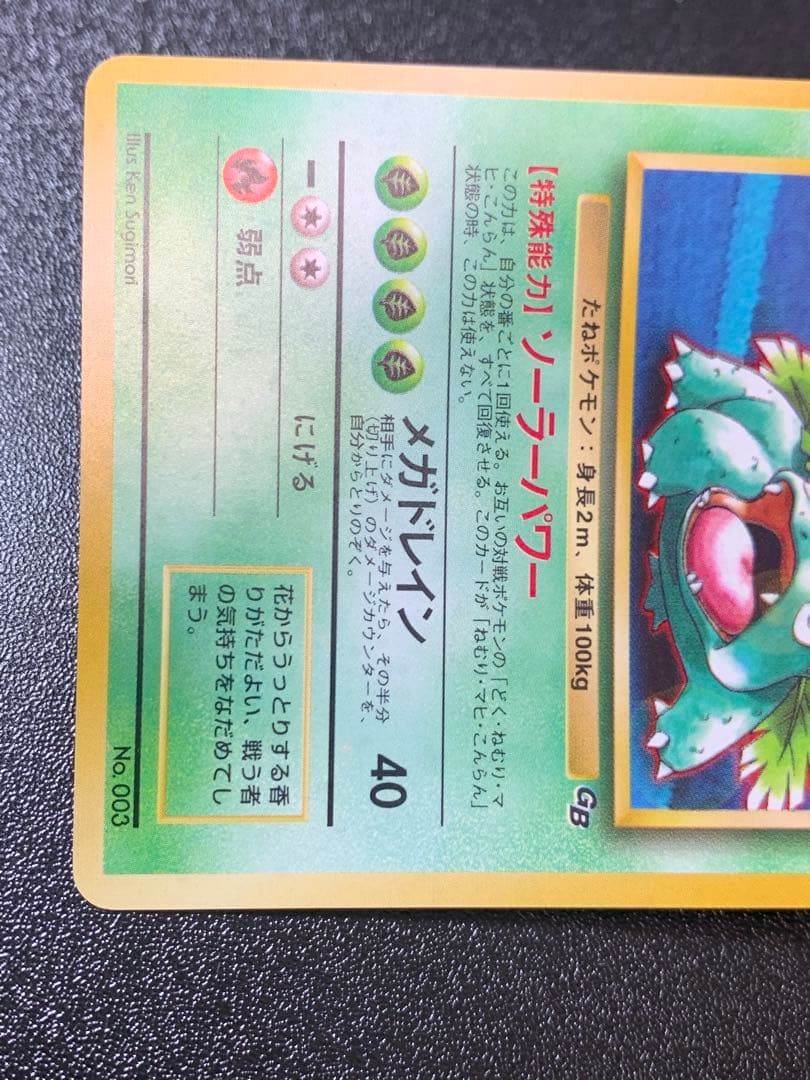 たねポケモン：身長2m、体重100kg
GB
【特殊能力】ソーラーパワー
この力は、自分の番ごとに1回使える。お互いの対戦ポケモンの「どく・ねむり・マ
ヒ・こんらん」状態を、すべて回復させる。このカードが「ねむり・マヒ・こんらん」
状態の時、この力は使えない。
メガドレイン 40
相手にダメージを与えたら、その半分
（切り上げ）のダメージカウンターを、
自分からとりのぞく。
にげる
弱点
花からうっとりする香
りがただよい、戦う者
の気持ちをなだめてし
まう。
Illus Ken Sugimori
No. 003